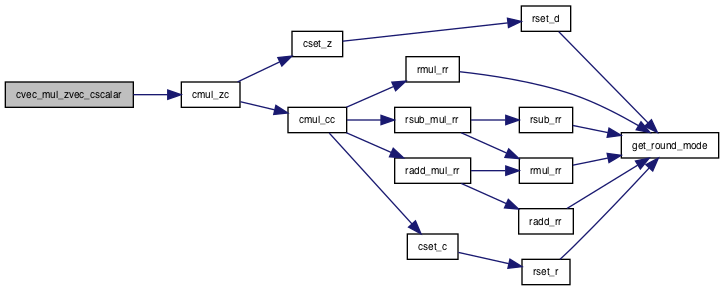 cvec_mul_zvec_cscalar
cmul_zc
cset_z
cmul_cc
rmul_rr
rsub_mul_rr
radd_mul_rr
cset_c
rset_d
rsub_rr
rmul_rr
radd_rr
rset_r
get_round_mode